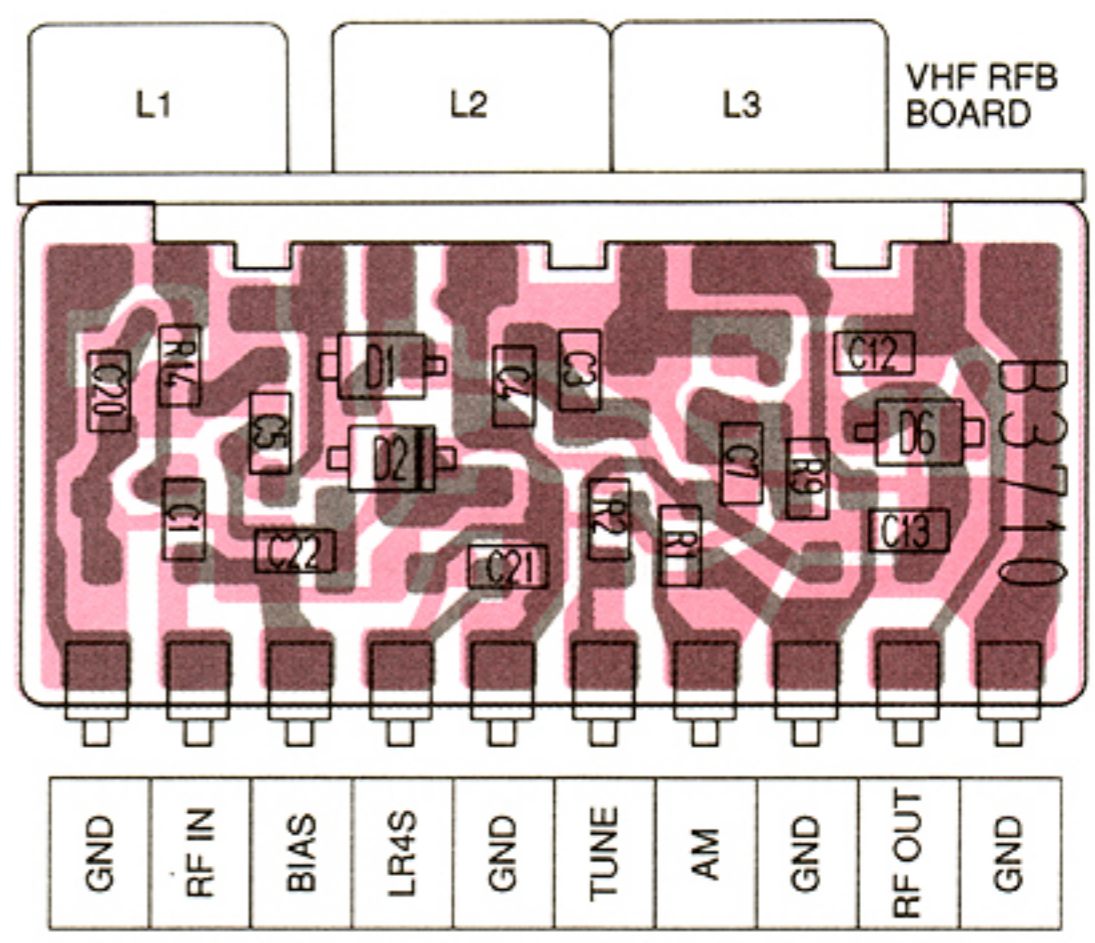 L1
L2
L3
VHF RFB
BOARD
C20
R14
C5
D1
D2
C4
C3
C12
D6
C7
R9
C1
C22
C21
R2
R1
C13
B3710
GND
RF IN
BIAS
LR4S
GND
TUNE
AM
GND
RF OUT
GND